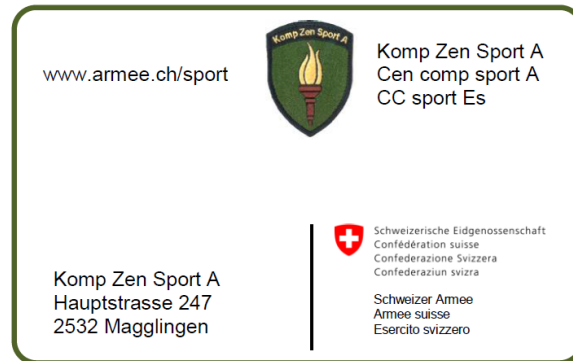 www.armee.ch/sport
Komp Zen Sport A
Komp Zen Sport A
Cen comp sport A
CC sport Es
Komp Zen Sport A
Hauptstrasse 247
2532 Magglingen
Schweizerische Eidgenossenschaft
Confédération suisse
Confederazione Svizzera
Confederaziun svizra
Schweizer Armee
Armee suisse
Esercito svizzero